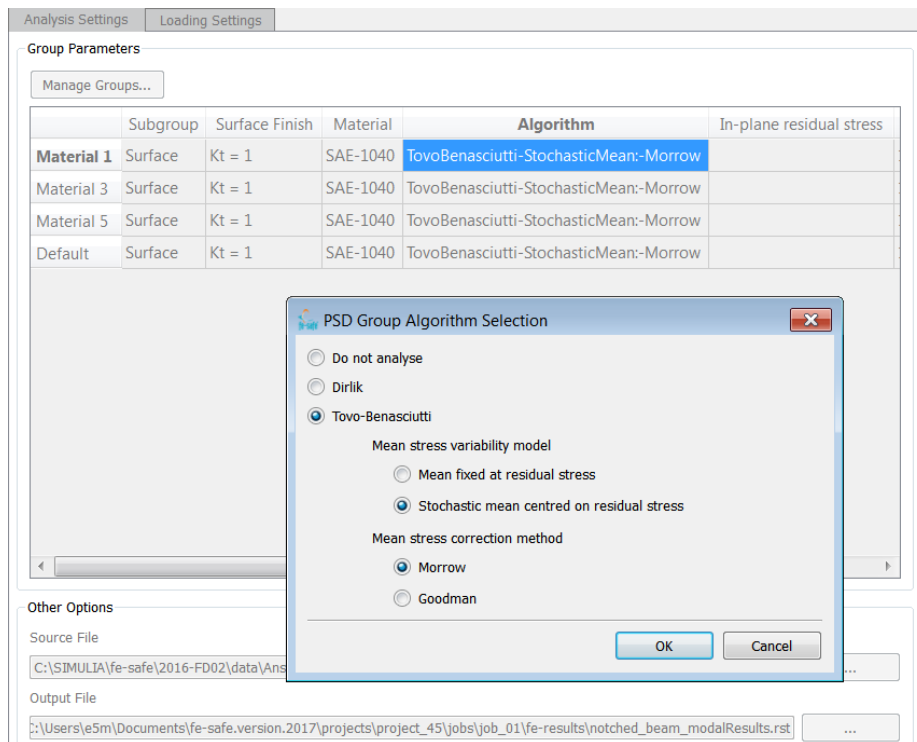 Analysis Settings Loading Settings
Group Parameters
Manage Groups...
Subgroup Surface Finish Material Algorithm In-plane residual stress
Material 1 Surface Kt = 1 SAE-1040 TovoBenasciutti-StochasticMean:-Morrow
Material 3 Surface Kt = 1 SAE-1040 TovoBenasciutti-StochasticMean:-Morrow
Material 5 Surface Kt = 1 SAE-1040 TovoBenasciutti-StochasticMean:-Morrow
Default Surface Kt = 1 SAE-1040 TovoBenasciutti-StochasticMean:-Morrow
PSD Group Algorithm Selection
Do not analyse
Dirlik
Tovo-Benasciutti
Mean stress variability model
Mean fixed at residual stress
Stochastic mean centred on residual stress
Mean stress correction method
Morrow
Goodman
OK Cancel
Other Options
Source File
C:\SIMULIA\fe-safe\2016-FD02\data\Ans ...
Output File
:\Users\e5m\Documents\fe-safe.version.2017\projects\project_45\jobs\job_01\fe-results\notched_beam_modalResults.rst ...